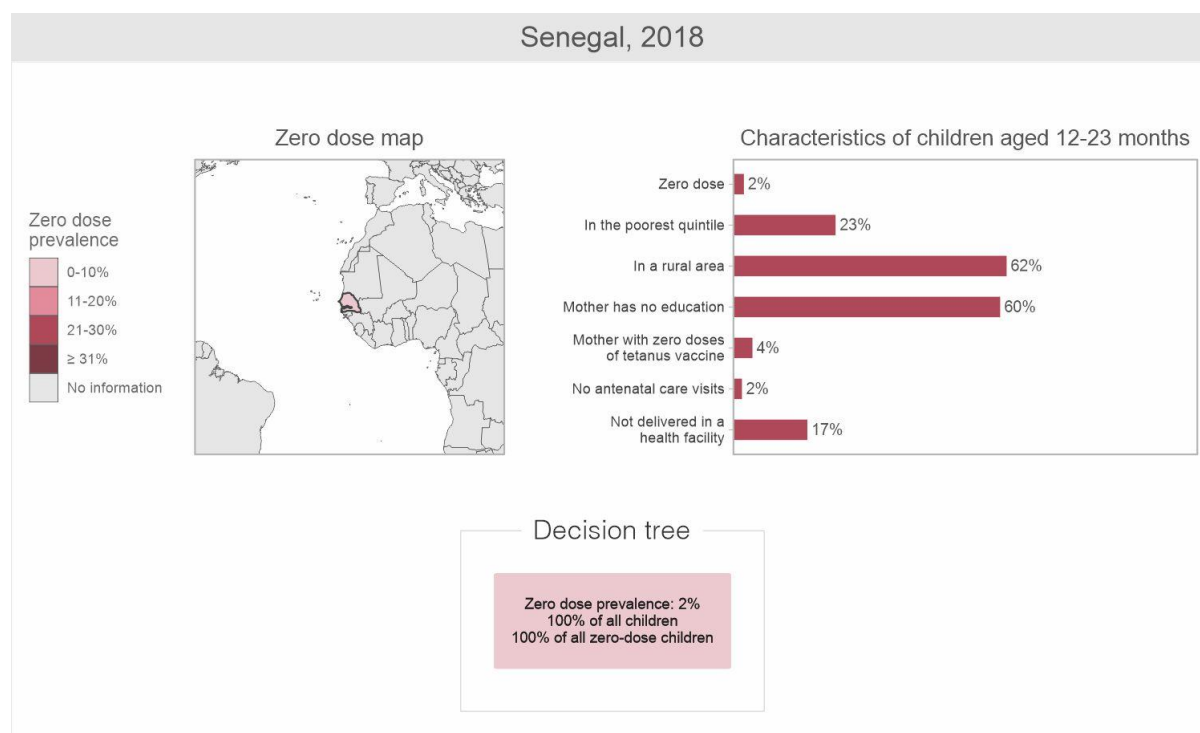 Senegal, 2018
Zero dose map
Zero dose
prevalence
0-10%
11-20%
21-30%
≥ 31%
No information
Characteristics of children aged 12-23 months
Zero dose 2%
In the poorest quintile 23%
In a rural area 62%
Mother has no education 60%
Mother with zero doses
of tetanus vaccine 4%
No antenatal care visits 2%
Not delivered in a
health facility 17%
Decision tree
Zero dose prevalence: 2%
100% of all children
100% of all zero-dose children